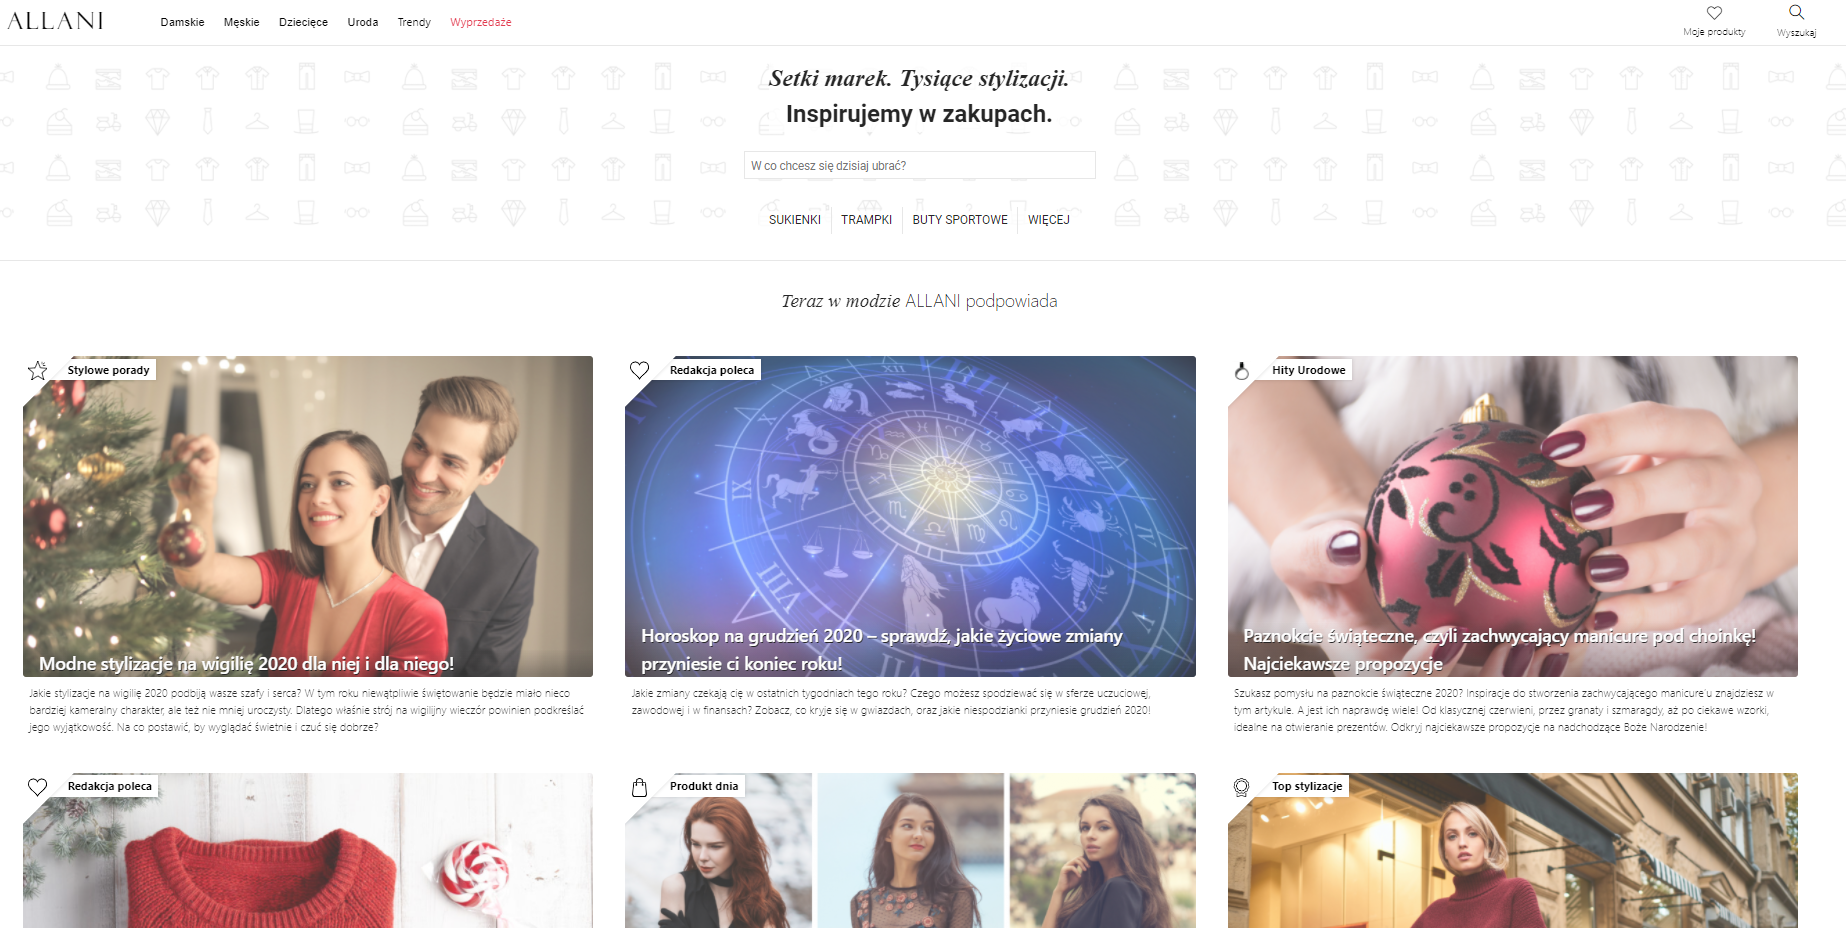 ALLANI
Damskie Męskie Dziecięce Uroda Trendy Wyprzedaże
Moje produkty Wyszukaj
Setki marek. Tysiące stylizacji.
Inspirujemy w zakupach.
W co chcesz się dzisiaj ubrać?
SUKIENKI TRAMPKI BUTY SPORTOWE WIĘCEJ
Teraz w modzie ALLANI podpowiada
Stylowe porady
Modne stylizacje na wigilię 2020 dla niej i dla niego!
Jakie stylizacje na wigilię 2020 podbiją wasze szafy i serca? W tym roku niewątpliwie świętowanie będzie miało nieco
bardziej kameralny charakter, ale też nie mniej uroczysty. Dlatego właśnie strój na wigilijny wieczór powinien podkreślać
jego wyjątkowość. Na co postawić, by wyglądać świetnie i czuć się dobrze?
Redakcja poleca
Horoskop na grudzień 2020 – sprawdź, jakie życiowe zmiany
przyniesie ci koniec roku!
Jakie zmiany czekają cię w ostatnich tygodniach tego roku? Czego możesz spodziewać się w sferze uczuciowej,
zawodowej i w finansach? Zobacz, co kryje się w gwiazdach, oraz jakie niespodzianki przyniesie grudzień 2020!
Hity Urodowe
Paznokcie świąteczne, czyli zachwycający manicure pod choinkę!
Najciekawsze propozycje
Szukasz pomysłu na paznokcie świąteczne 2020? Inspiracje do stworzenia zachwycającego manicure'u znajdziesz w
tym artykule. A jest ich naprawdę wiele! Od klasycznej czerwieni, przez granaty i szmaragdy, aż po ciekawe wzorki,
idealne na otwieranie prezentów. Odkryj najciekawsze propozycje na nadchodzące Boże Narodzenie!
Redakcja poleca
Produkt dnia
Top stylizacje